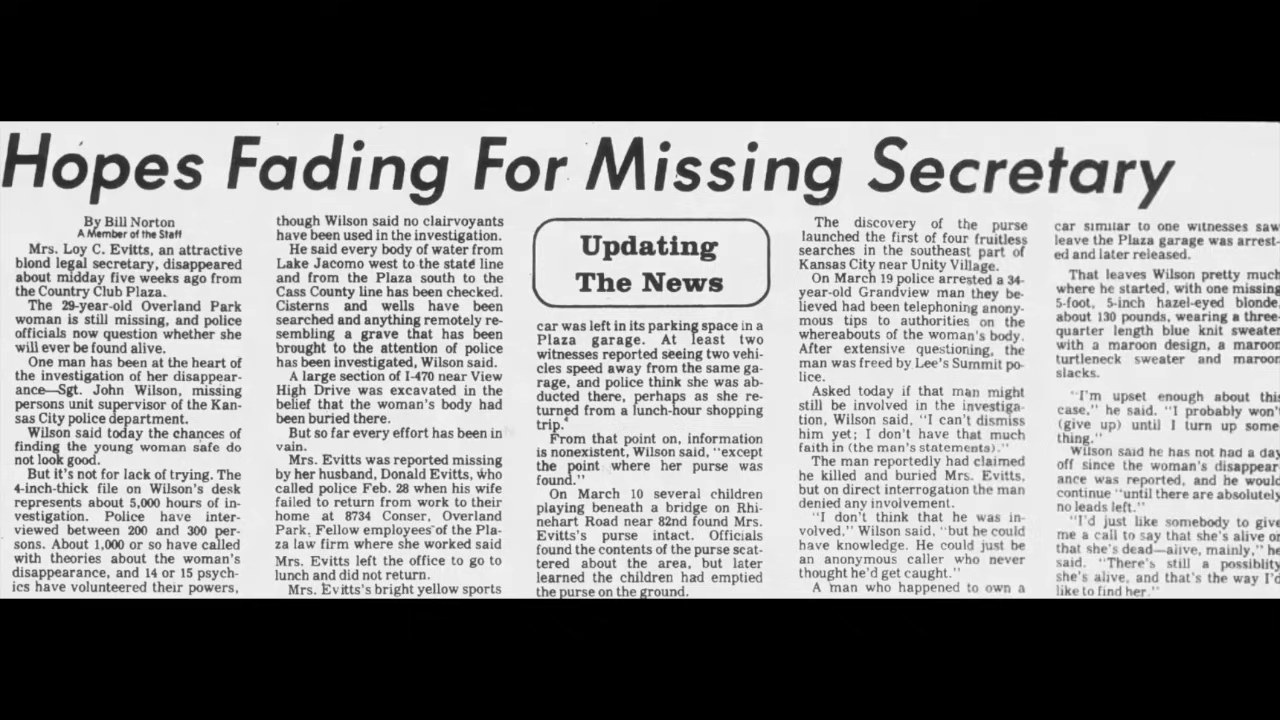 Hopes Fading For Missing Secretary
By Bill Norton
A Member of the Staff
Mrs. Loy C. Evitts, an attractive
blond legal secretary, disappeared
about midday five weeks ago from
the Country Club Plaza.
The 29-year-old Overland Park
woman is still missing, and police
officials now question whether she
will ever be found alive.
One man has been at the heart of
the investigation of her disappear-
ance—Sgt. John Wilson, missing
persons unit supervisor of the Kan-
sas City police department.
Wilson said today the chances of
finding the young woman safe do
not look good.
But it's not for lack of trying. The
4-inch-thick file on Wilson's desk
represents about 5,000 hours of in-
vestigation. Police have inter-
viewed between 200 and 300 per-
sons. About 1,000 or so have called
with theories about the woman's
disappearance, and 14 or 15 psych-
ics have volunteered their powers,
though Wilson said no clairvoyants
have been used in the investigation.
He said every body of water from
Lake Jacomo west to the state line
and from the Plaza south to the
Cass County line has been checked.
Cisterns and wells have been
searched and anything remotely re-
sembling a grave that has been
brought to the attention of police
has been investigated, Wilson said.
A large section of I-470 near View
High Drive was excavated in the
belief that the woman's body had
been buried there.
But so far every effort has been in
vain.
Mrs. Evitts was reported missing
by her husband, Donald Evitts, who
called police Feb. 28 when his wife
failed to return from work to their
home at 8734 Conser, Overland
Park, Fellow employees of the Pla-
za law firm where she worked said
Mrs. Evitts left the office to go to
lunch and did not return.
Mrs. Evitts's bright yellow sports
Updating
The News
car was left in its parking space in a
Plaza garage. At least two
witnesses reported seeing two vehi-
cles speed away from the same ga-
rage, and police think she was ab-
ducted there, perhaps as she re-
turned from a lunch-hour shopping
trip.
From that point on, information
is nonexistent, Wilson said, "except
the point where her purse was
found."
On March 10 several children
playing beneath a bridge on Rhi-
nehart Road near 82nd found Mrs.
Evitts's purse intact. Officials
found the contents of the purse scat-
tered about the area, but later
learned the children had emptied
the purse on the ground.
The discovery of the purse
launched the first of four fruitless
searches in the southeast part of
Kansas City near Unity Village.
On March 19 police arrested a 34-
year-old Grandview man they be-
lieved had been telephoning anony-
mous tips to authorities on the
whereabouts of the woman's body.
After extensive questioning, the
man was freed by Lee's Summit po-
lice.
Asked today if that man might
still be involved in the investiga-
tion, Wilson said, "I can't dismiss
him yet; I don't have that much
faith in (the man's statements)."
The man reportedly had claimed
he killed and buried Mrs. Evitts,
but on direct interrogation the man
denied any involvement.
"I don't think that he was in-
volved," Wilson said, "but he could
have knowledge. He could just be
an anonymous caller who never
thought he'd get caught."
A man who happened to own a
car similar to one witnesses saw
leave the Plaza garage was arrest-
ed and later released.
That leaves Wilson pretty much
where he started, with one missing
5-foot, 5-inch hazel-eyed blonde,
about 130 pounds, wearing a three-
quarter length blue knit sweater
with a maroon design, a maroon
turtleneck sweater and maroon
slacks.
"I'm upset enough about this
case," he said. "I probably won't
(give up) until I turn up some-
thing."
Wilson said he has not had a day
off since the woman's disappear-
ance was reported, and he would
continue "until there are absolutely
no leads left."
"I'd just like somebody to give
me a call to say that she's alive or
that she's dead—alive, mainly," he
said. "There's still a possiblity
she's alive, and that's the way I'd
like to find her."